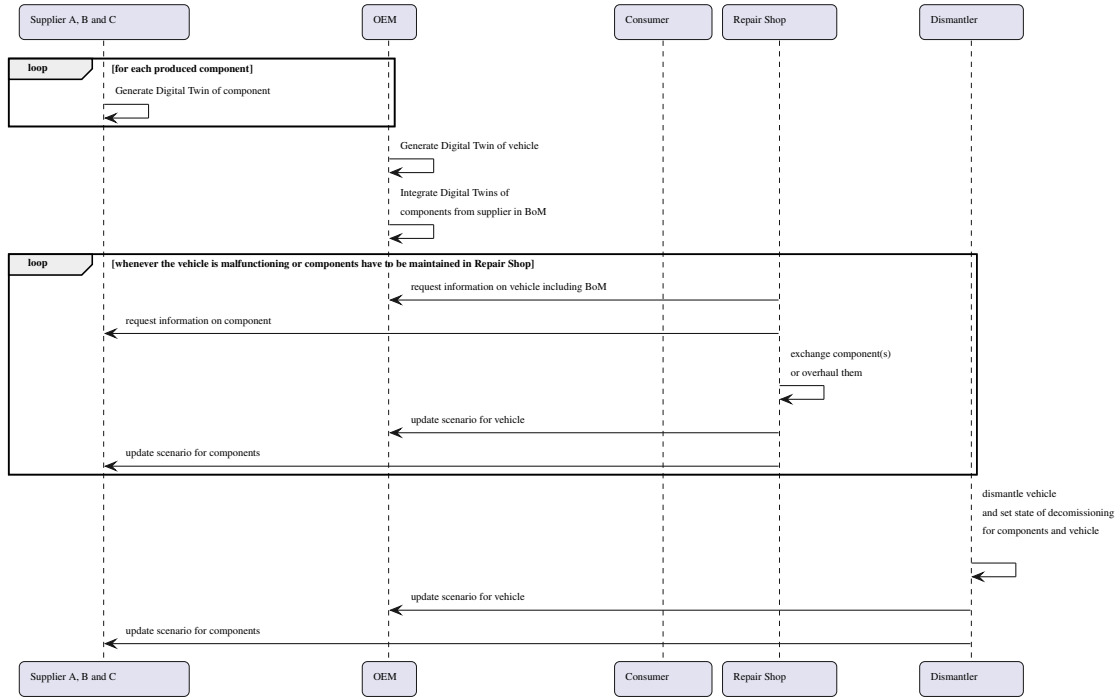 Supplier A, B and C
OEM
Consumer
Repair Shop
Dismantler
loop
[for each produced component]
Generate Digital Twin of component
Generate Digital Twin of vehicle
Integrate Digital Twins of
components from supplier in BoM
loop
[whenever the vehicle is malfunctioning or components have to be maintained in Repair Shop]
request information on vehicle including BoM
request information on component
exchange component(s)
or overhaul them
update scenario for vehicle
update scenario for components
dismantle vehicle
and set state of decomissioning
for components and vehicle
update scenario for vehicle
update scenario for components
Supplier A, B and C
OEM
Consumer
Repair Shop
Dismantler